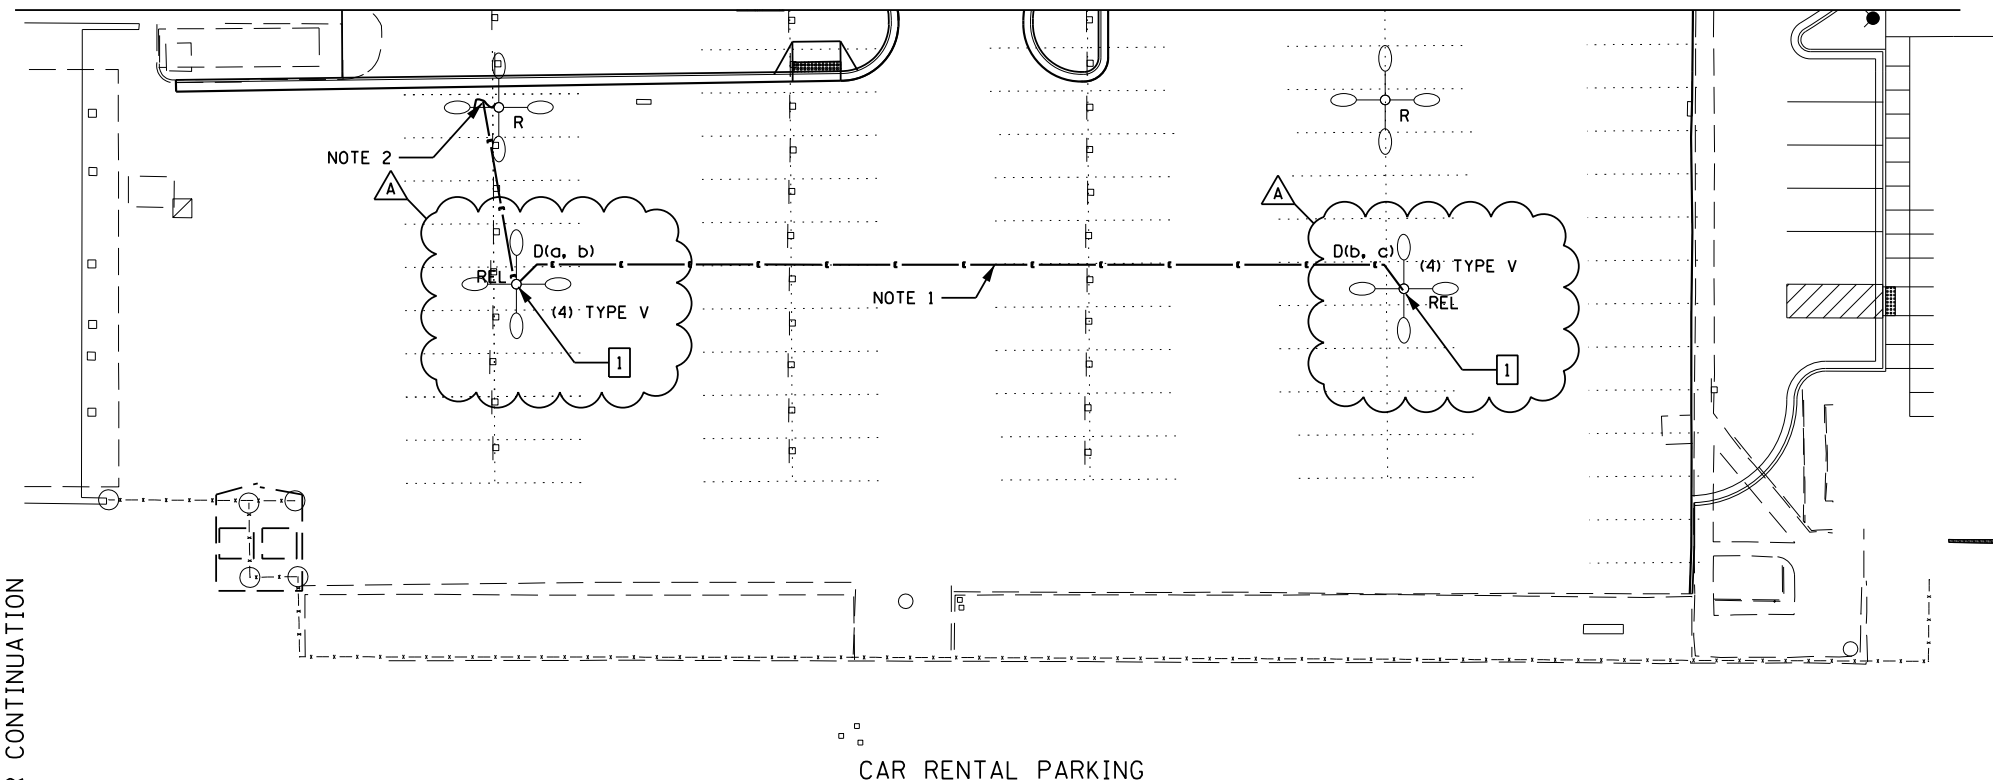 R
R
NOTE 2
A
A
D(a, b)
D(b, c)
(4) TYPE V
REL
NOTE 1
REL
(4) TYPE V
1
1
CONTINUATION
CAR RENTAL PARKING